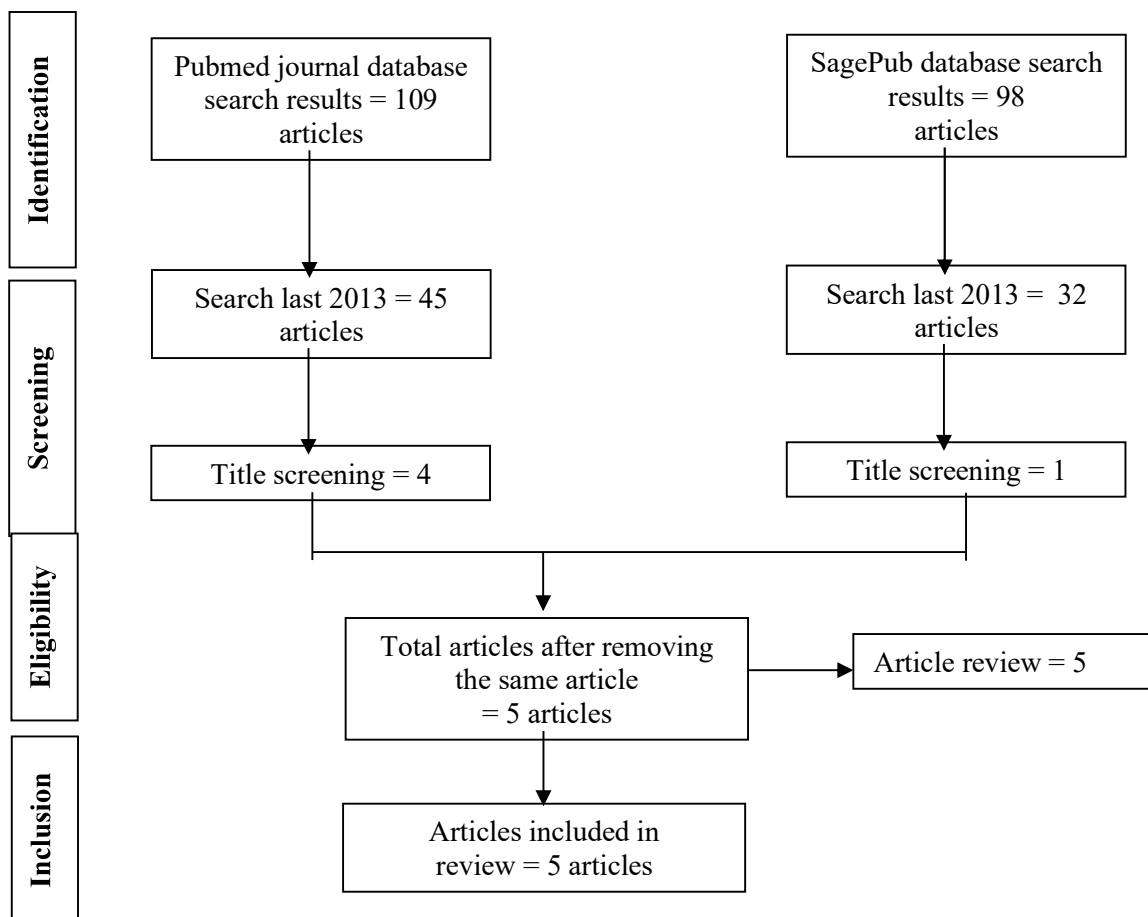 Identification
Pubmed journal database
search results = 109
articles
SagePub database search
results = 98
articles
Screening
Search last 2013 = 45
articles
Search last 2013 = 32
articles
Title screening = 4
Title screening = 1
Eligibility
Total articles after removing
the same article
= 5 articles
Article review = 5
Inclusion
Articles included in
review = 5 articles